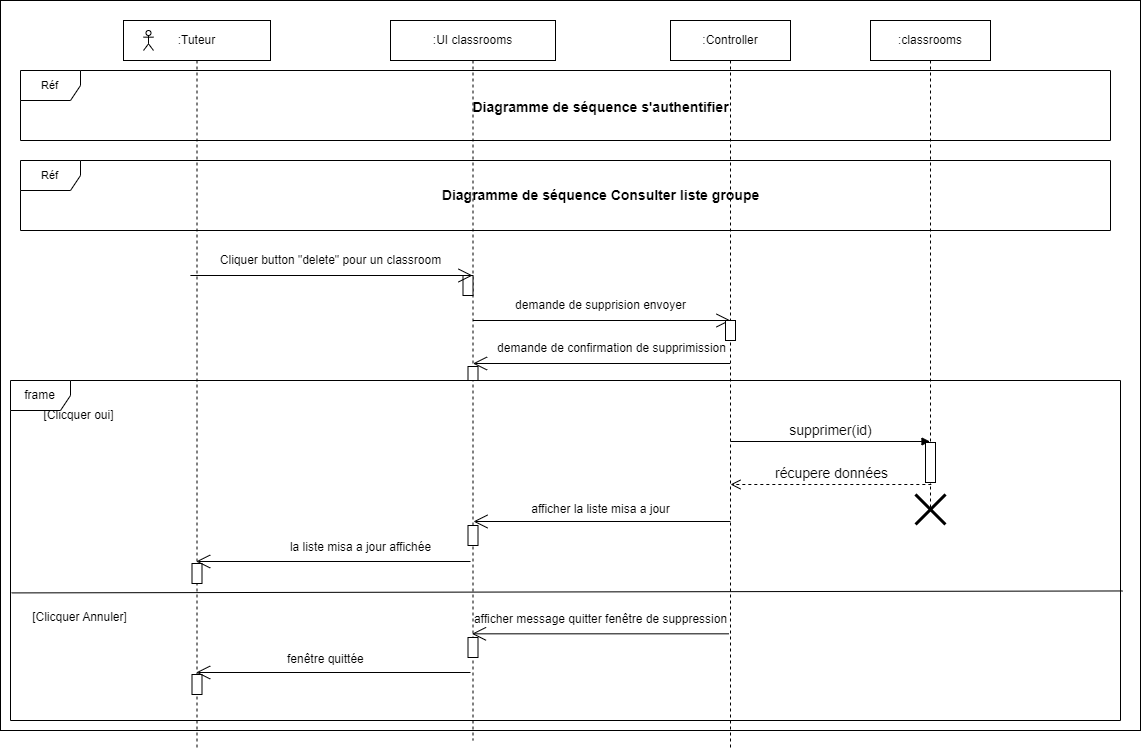 :Tuteur
:UI classrooms
:Controller
:classrooms
Réf
Diagramme de séquence s'authentifier
Réf
Diagramme de séquence Consulter liste groupe
Cliquer button "delete" pour un classroom
demande de supprision envoyer
demande de confirmation de supprimission
frame
[Clicquer oui]
supprimer(id)
récupere données
afficher la liste misa a jour
la liste misa a jour affichée
[Clicquer Annuler]
afficher message quitter fenêtre de suppression
fenêtre quittée